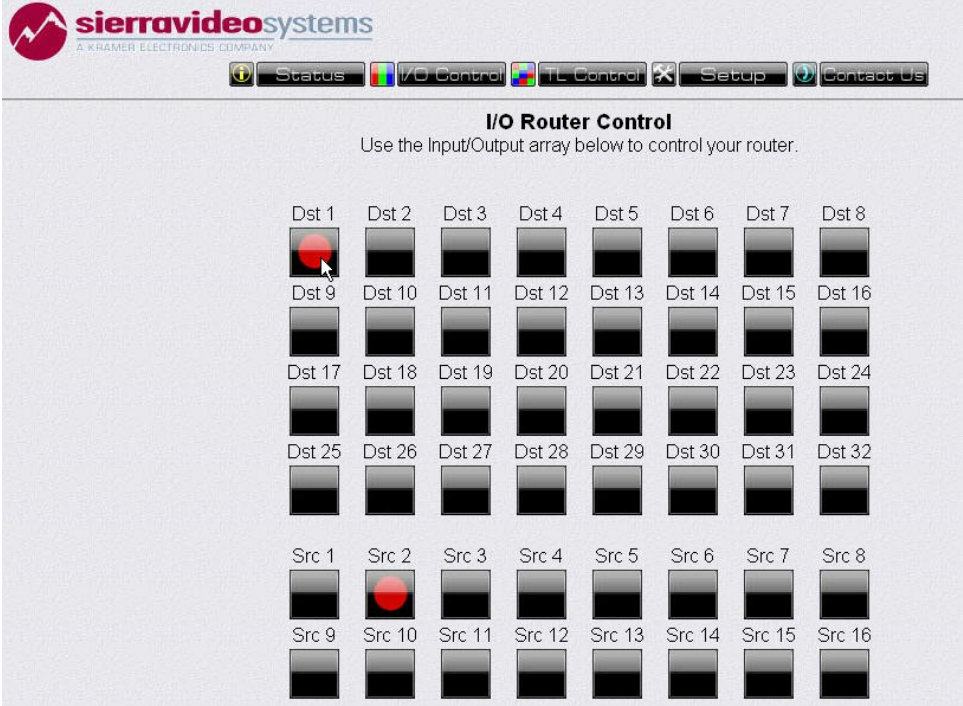 sierravideosystems
A KRAMER ELECTRONICS COMPANY
Status I/O Control TL Control Setup Contact Us
I/O Router Control
Use the Input/Output array below to control your router.
Dst 1 Dst 2 Dst 3 Dst 4 Dst 5 Dst 6 Dst 7 Dst 8
Dst 9 Dst 10 Dst 11 Dst 12 Dst 13 Dst 14 Dst 15 Dst 16
Dst 17 Dst 18 Dst 19 Dst 20 Dst 21 Dst 22 Dst 23 Dst 24
Dst 25 Dst 26 Dst 27 Dst 28 Dst 29 Dst 30 Dst 31 Dst 32
Src 1 Src 2 Src 3 Src 4 Src 5 Src 6 Src 7 Src 8
Src 9 Src 10 Src 11 Src 12 Src 13 Src 14 Src 15 Src 16